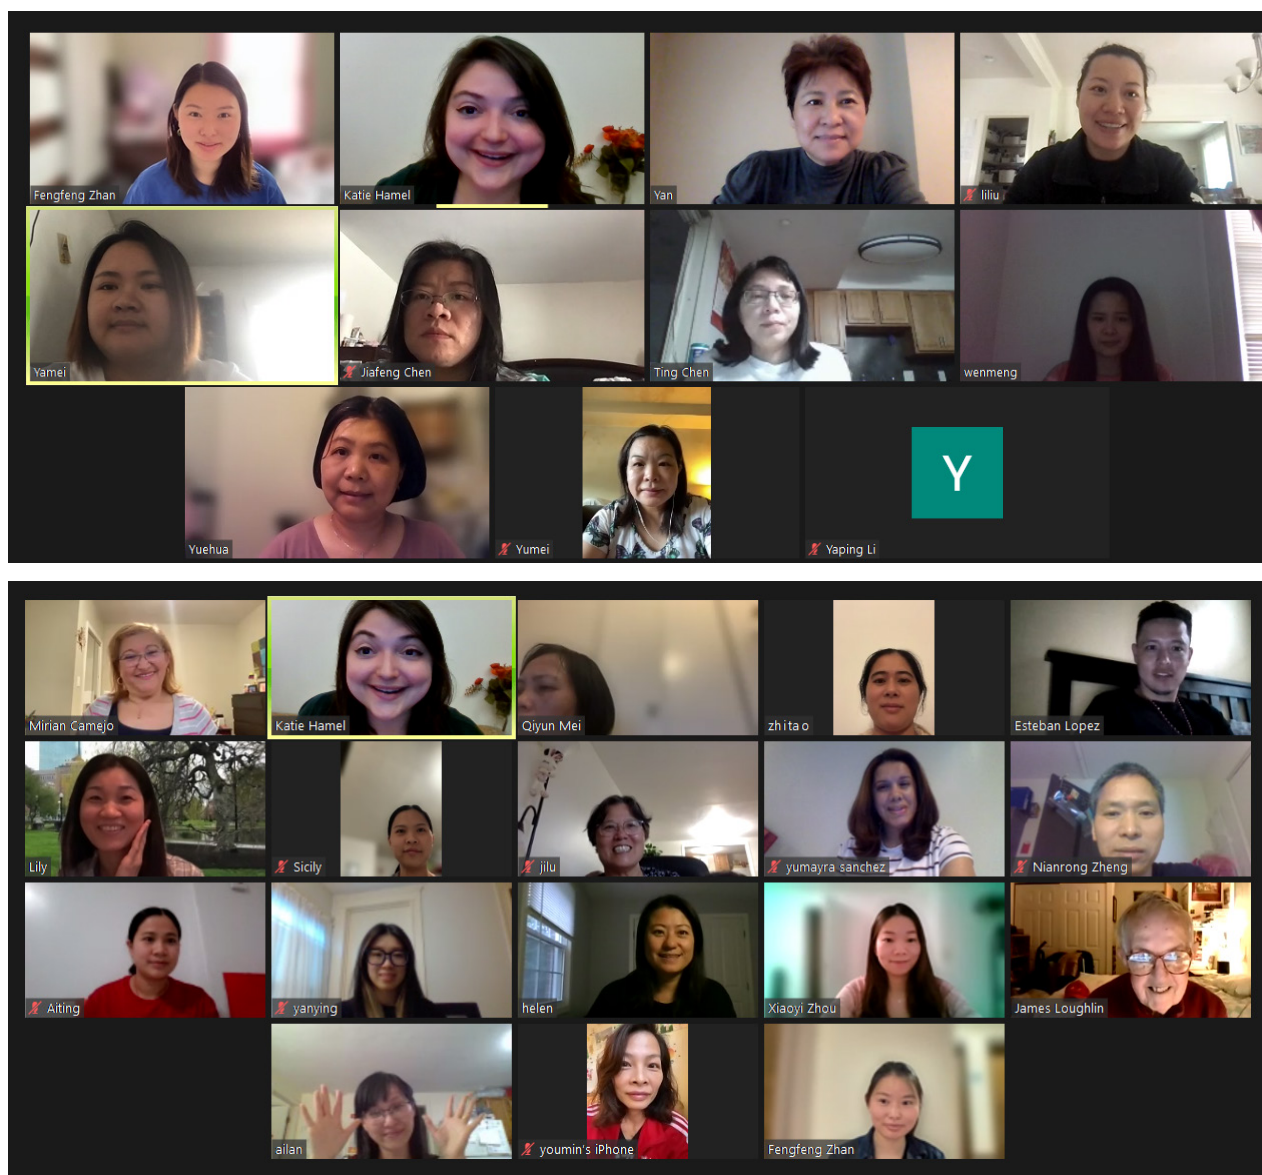 Fengfeng Zhan
Katie Hamel
Yan
liliu
Yamei
Jiafeng Chen
Ting Chen
wenmeng
Yuehua
Yumei
Y
Yaping Li
Mirian Camejo
Katie Hamel
Qiyun Mei
zhitao
Esteban Lopez
Lily
Sicily
jilu
yumayra sanchez
Nianrong Zheng
Aiting
yanying
helen
Xiaoyi Zhou
James Loughlin
ailan
youmin's iPhone
Fengfeng Zhan